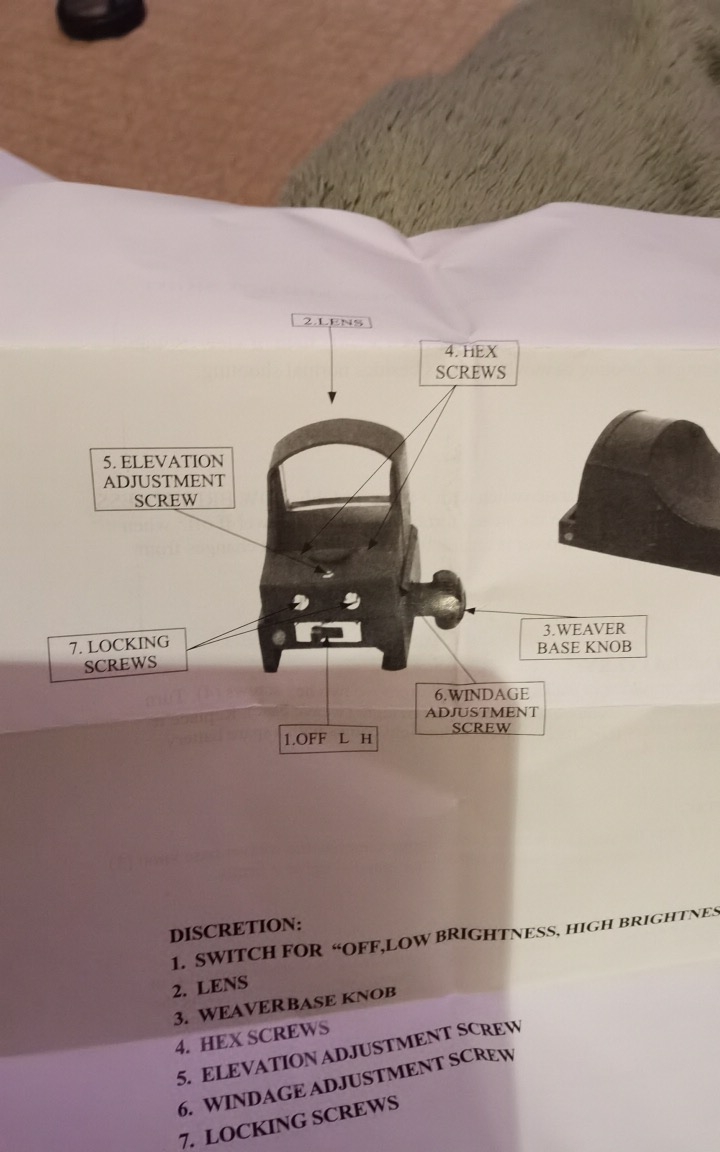 2.LENS
4. HEX
SCREWS
5. ELEVATION
ADJUSTMENT
SCREW
7. LOCKING
SCREWS
3.WEAVER
BASE KNOB
6.WINDAGE
ADJUSTMENT
SCREW
1.OFF L H
DISCRETION:
1. SWITCH FOR “OFF,LOW BRIGHTNESS, HIGH BRIGHTNES
2. LENS
3. WEAVER BASE KNOB
4. HEX SCREWS
5. ELEVATION ADJUSTMENT SCREW
6. WINDAGE ADJUSTMENT SCREW
7. LOCKING SCREWS